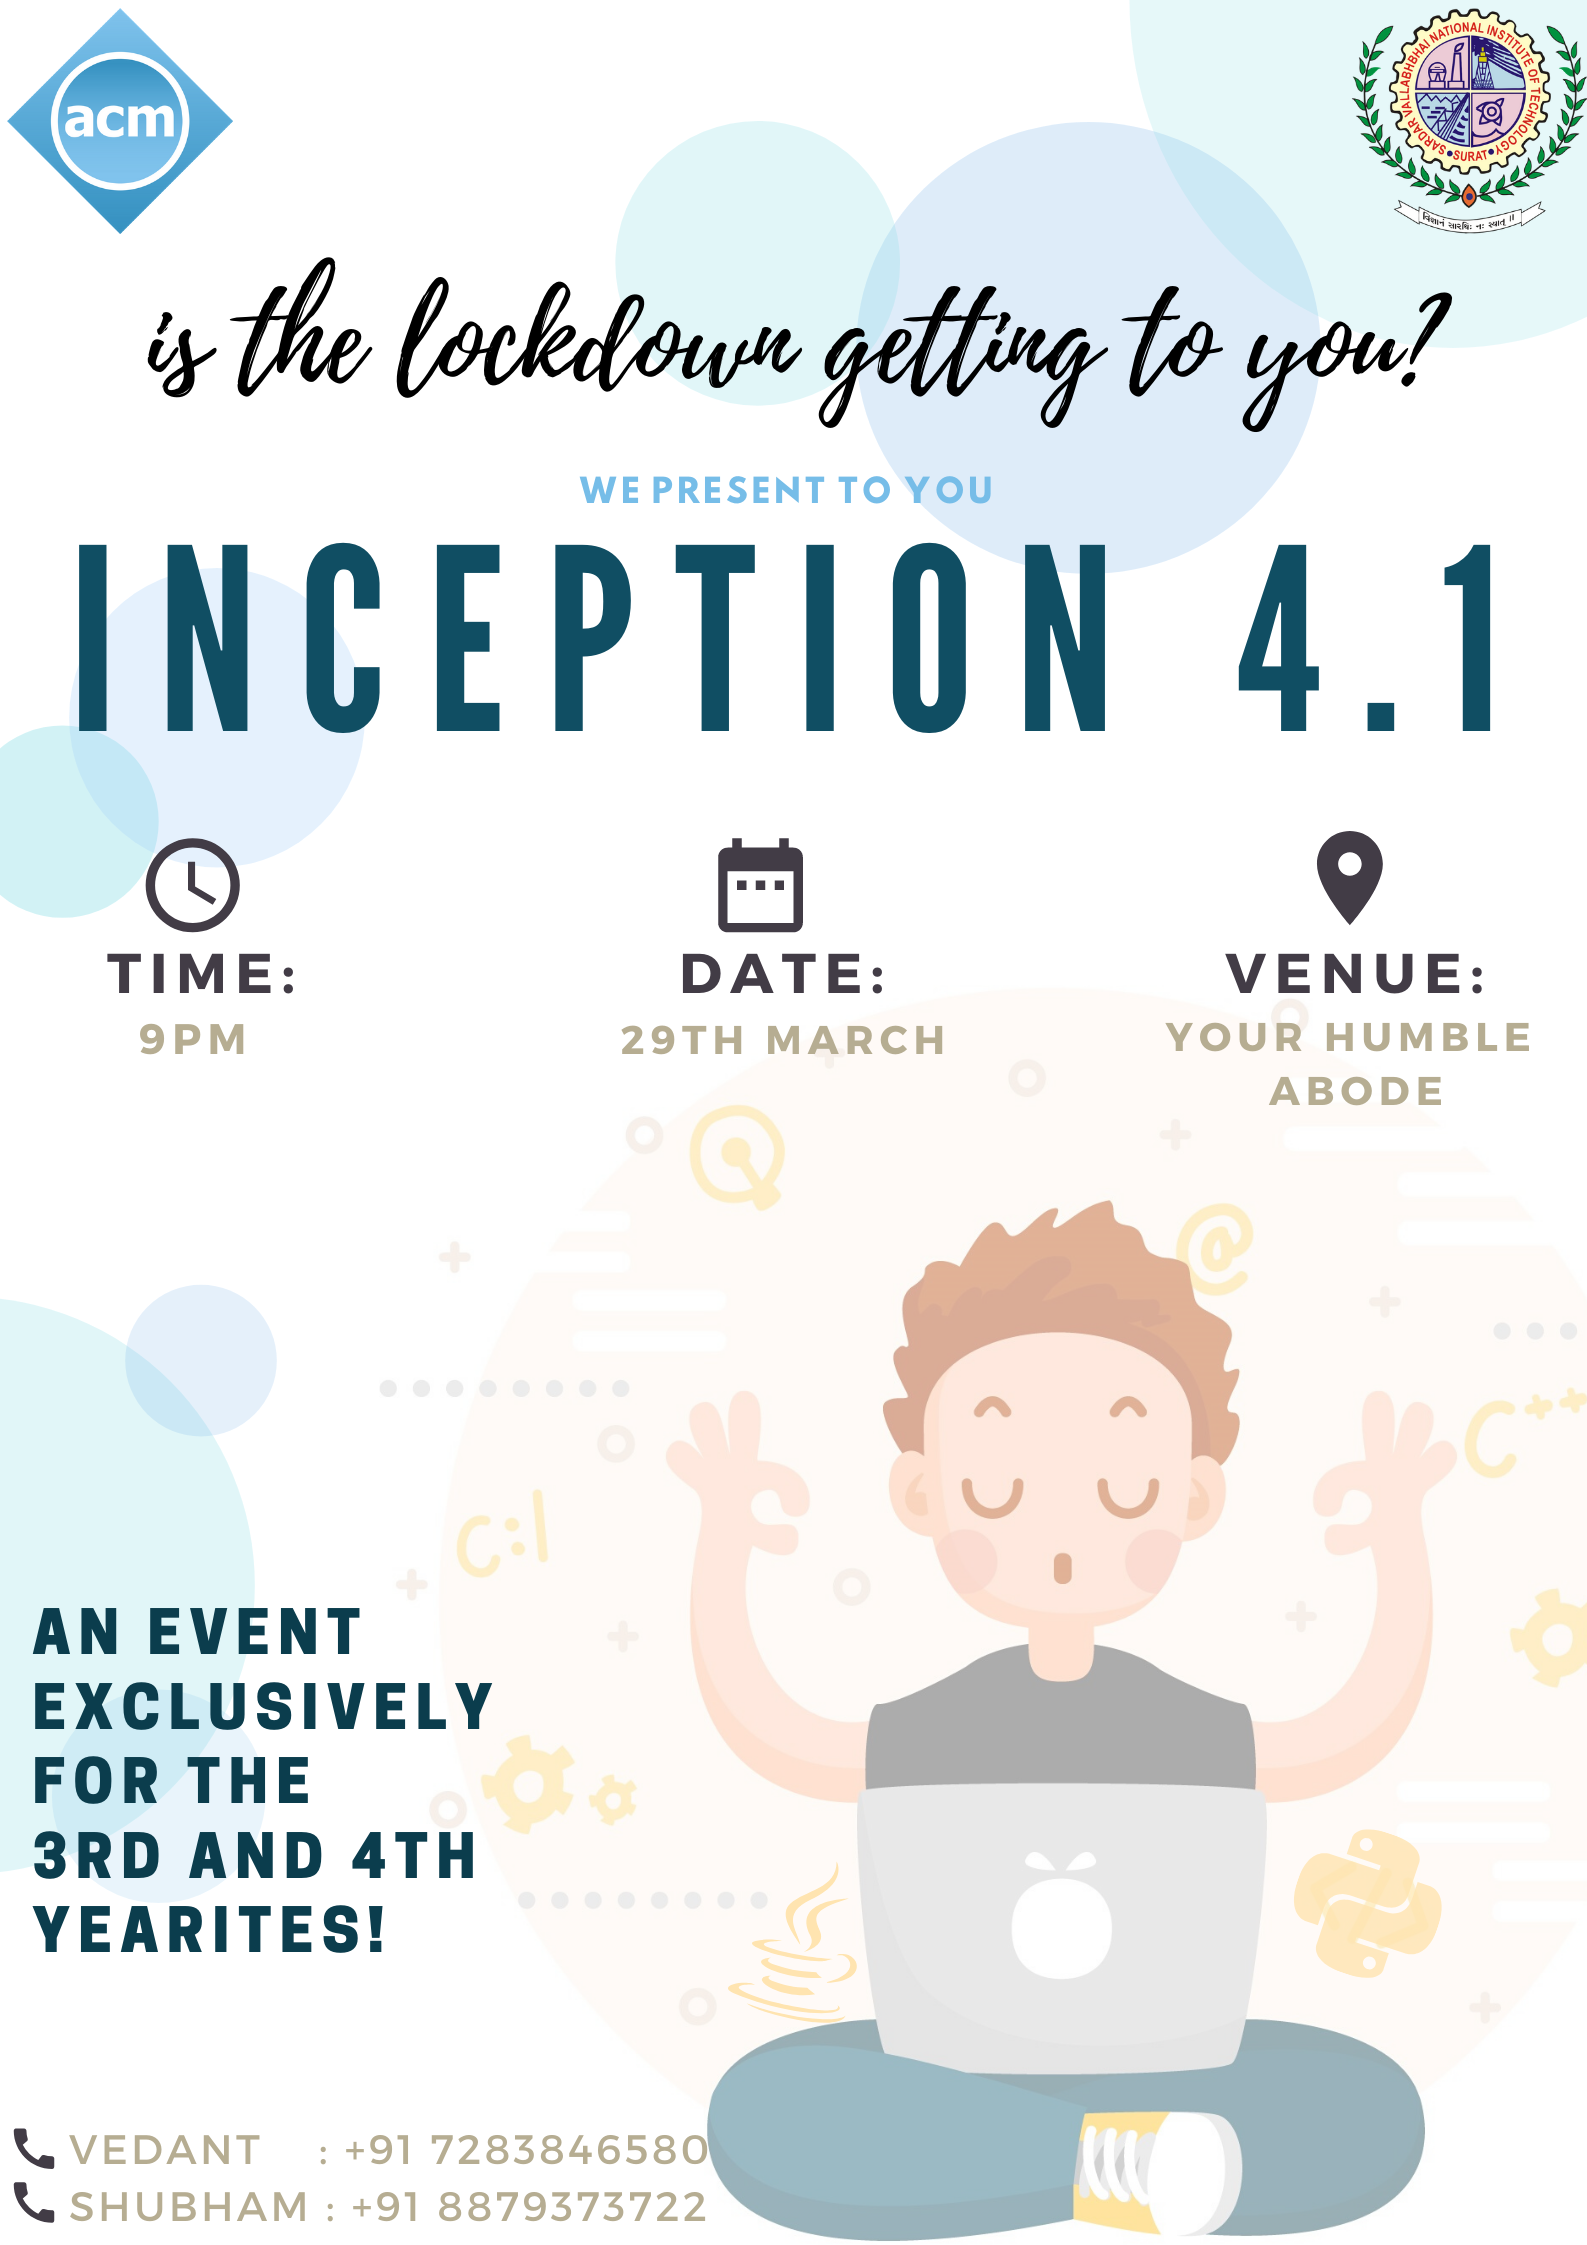 acm
SARDAR VALLABHBHAI NATIONAL INSTITUTE OF TECHNOLOGY
• SURAT •
विज्ञानं सारथिः नः स्यात् ॥
is the lockdown getting to you?
WE PRESENT TO YOU
INCEPTION 4.1
TIME:
9PM
DATE:
29TH MARCH
VENUE:
YOUR HUMBLE
ABODE
@
C++
C:\
AN EVENT
EXCLUSIVELY
FOR THE
3RD AND 4TH
YEARITES!
VEDANT : +91 7283846580
SHUBHAM : +91 8879373722